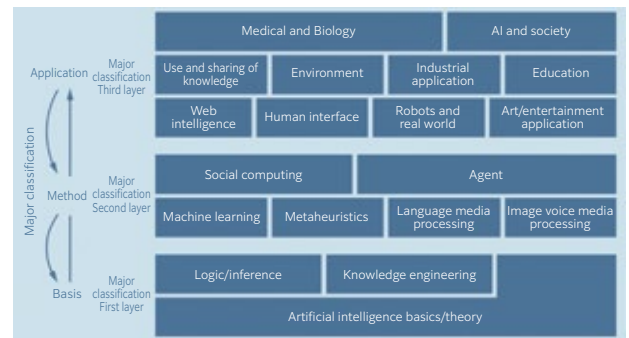 Medical and Biology
AI and society
Application
Major
classification
Third layer
Use and sharing of
knowledge
Environment
Industrial
application
Education
Web
intelligence
Human interface
Robots and
real world
Art/entertainment
application
Major classification
Method
Major
classification
Second layer
Social computing
Agent
Machine learning
Metaheuristics
Language media
processing
Image voice media
processing
Basis
Major
classification
First layer
Logic/inference
Knowledge engineering
Artificial intelligence basics/theory